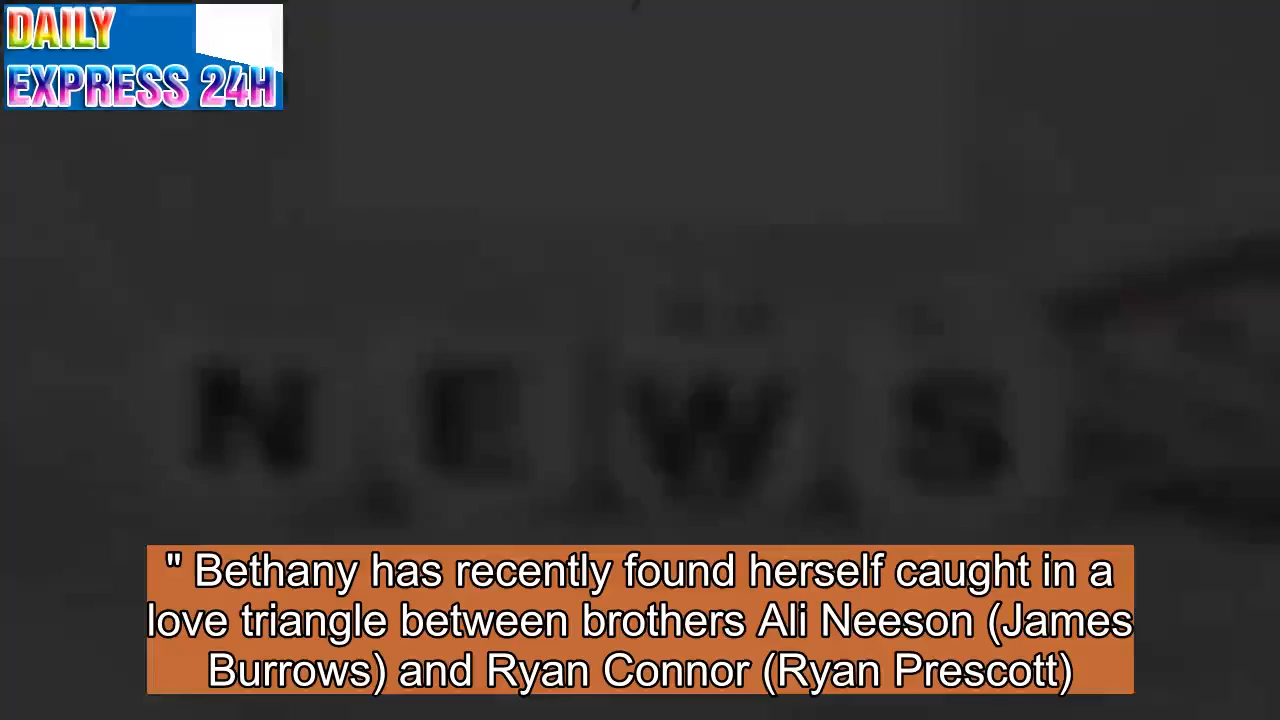 DAILY
EXPRESS 24H
N E W S
" Bethany has recently found herself caught in a
love triangle between brothers Ali Neeson (James
Burrows) and Ryan Connor (Ryan Prescott)